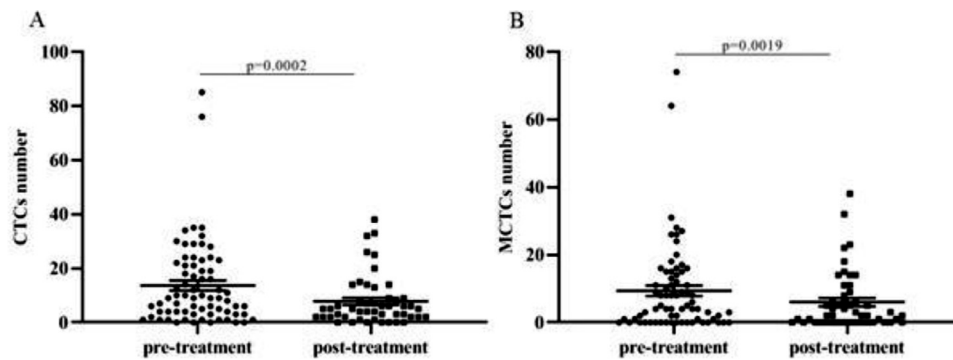 A
CTCs number
100
80
60
40
20
0
p=0.0002
pre-treatment
post-treatment
B
MCTCs number
80
60
40
20
0
p=0.0019
pre-treatment
post-treatment